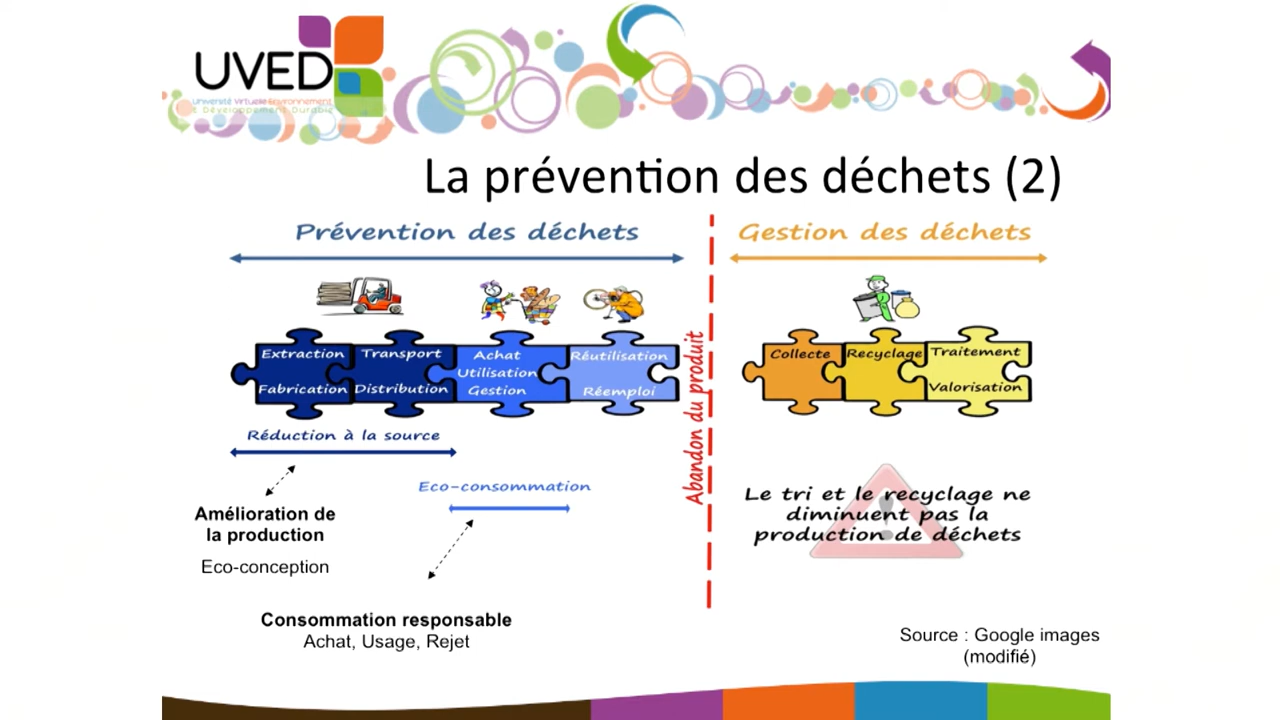 UVED
Université Virtuelle Environnement
& Développement Durable
La prévention des déchets (2)
Prévention des déchets
Gestion des déchets
Extraction
Fabrication
Transport
Distribution
Achat
Utilisation
Gestion
Réutilisation
Réemploi
Abandon du produit
Collecte
Recyclage
Traitement
Valorisation
Réduction à la source
Eco-consommation
Amélioration de
la production
Eco-conception
Consommation responsable
Achat, Usage, Rejet
Le tri et le recyclage ne
diminuent pas la
production de déchets
Source : Google images
(modifié)